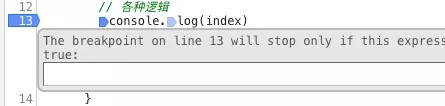 12 // 各种逻辑
13 console.log(index)
The breakpoint on line 13 will stop only if this express
true:
14 }